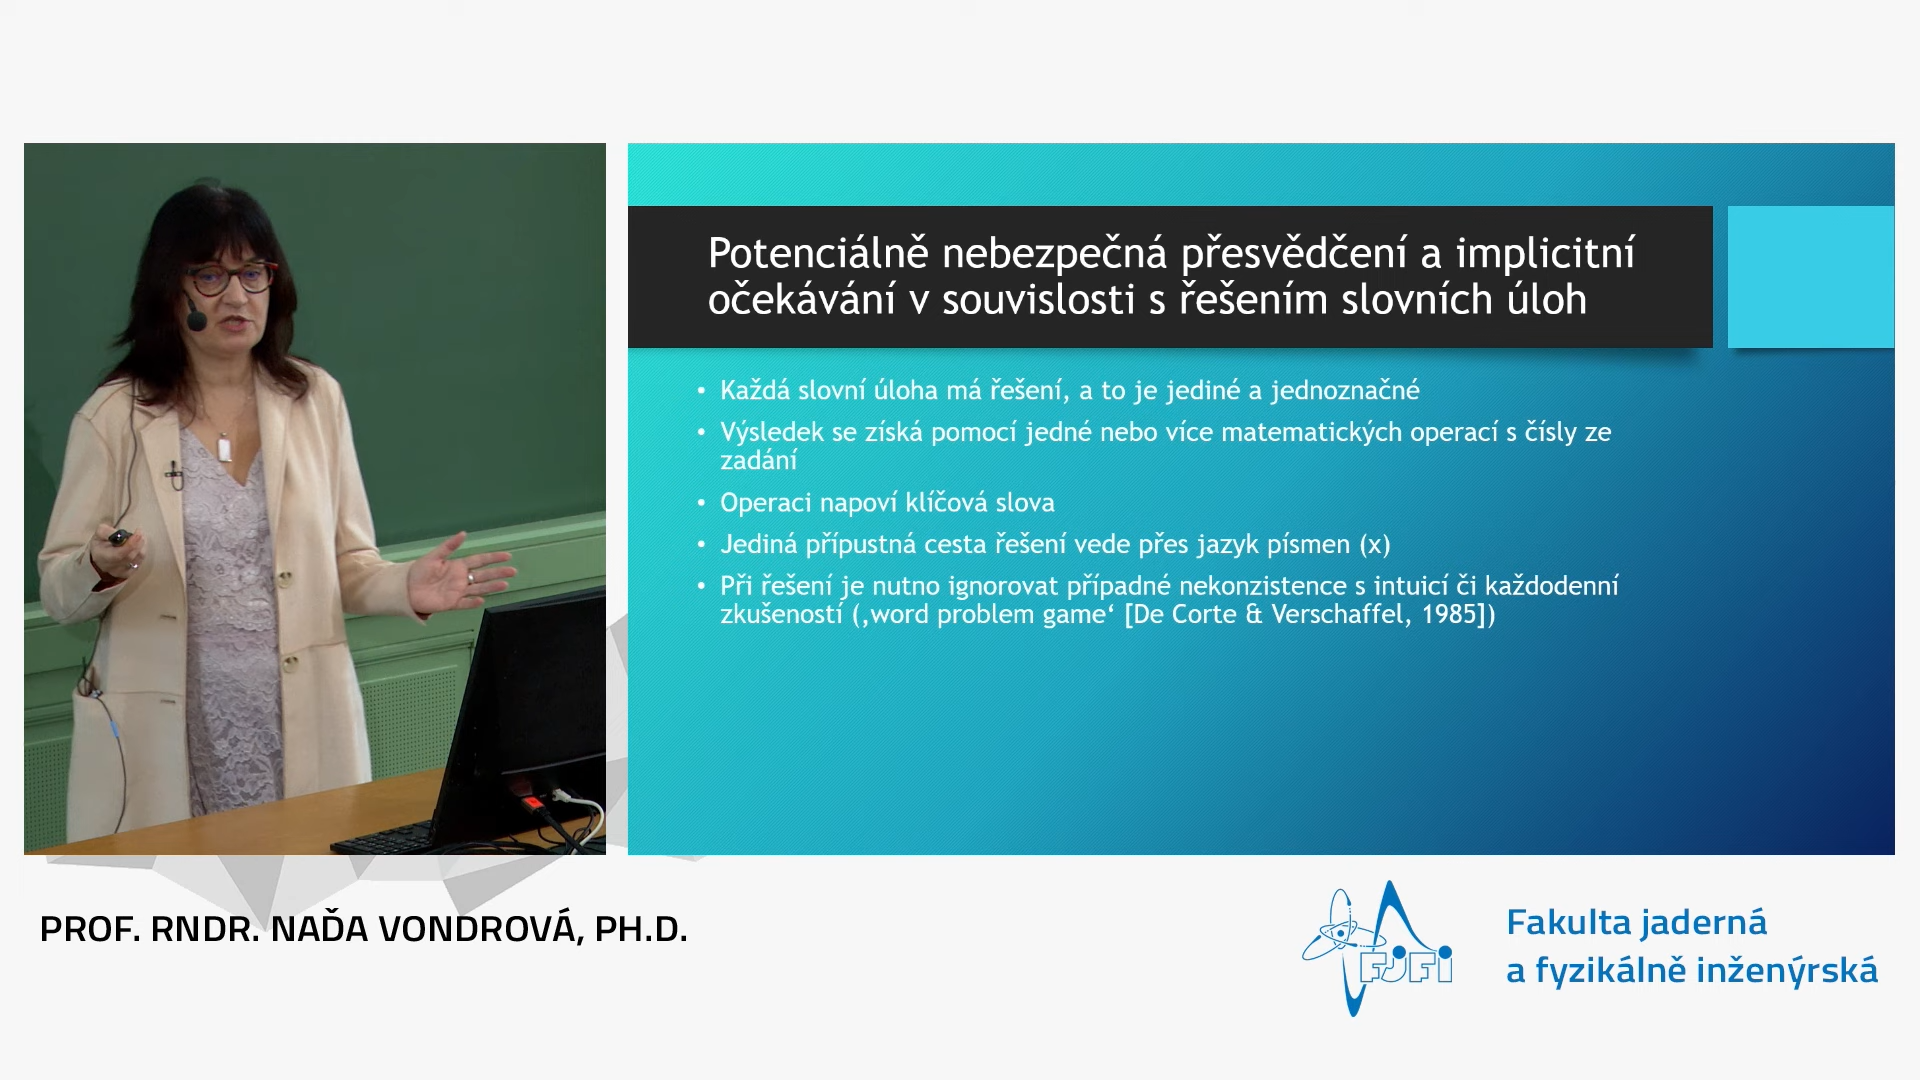 Potenciálně nebezpečná přesvědčení a implicitní
očekávání v souvislosti s řešením slovních úloh
• Každá slovní úloha má řešení, a to je jediné a jednoznačné
• Výsledek se získá pomocí jedné nebo více matematických operací s čísly ze
zadání
• Operaci napoví klíčová slova
• Jediná přípustná cesta řešení vede přes jazyk písmen (x)
• Při řešení je nutno ignorovat případné nekonzistence s intuicí či každodenní
zkušeností (‚word problem game‘ [De Corte & Verschaffel, 1985])
PROF. RNDR. NAĎA VONDROVÁ, PH.D.
FJFI
Fakulta jaderná
a fyzikálně inženýrská